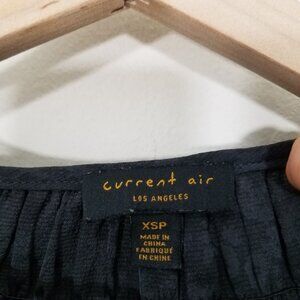 current air
LOS ANGELES
XSP
MADE IN
CHINA
FABRIQUÉ
EN CHINE